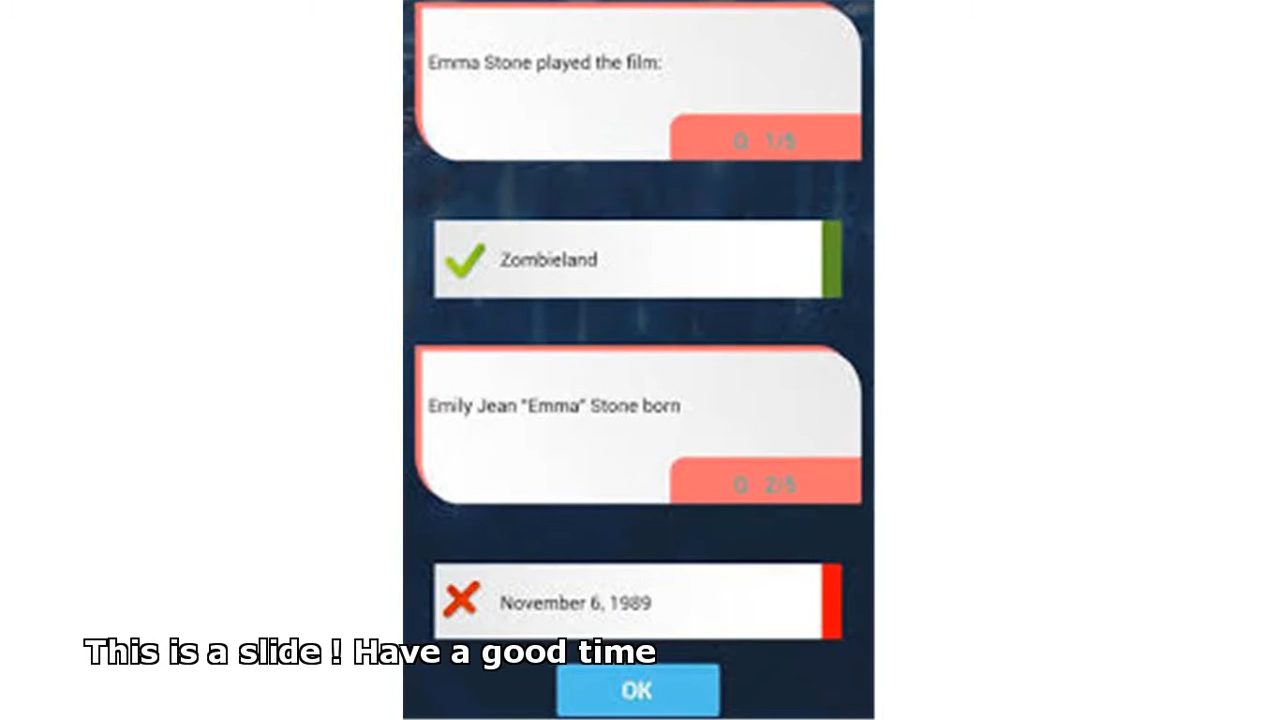 Emma Stone played the film:
Q 1/5
Zombieland
Emily Jean "Emma" Stone born
Q 2/5
November 6, 1989
This is a slide ! Have a good time
OK